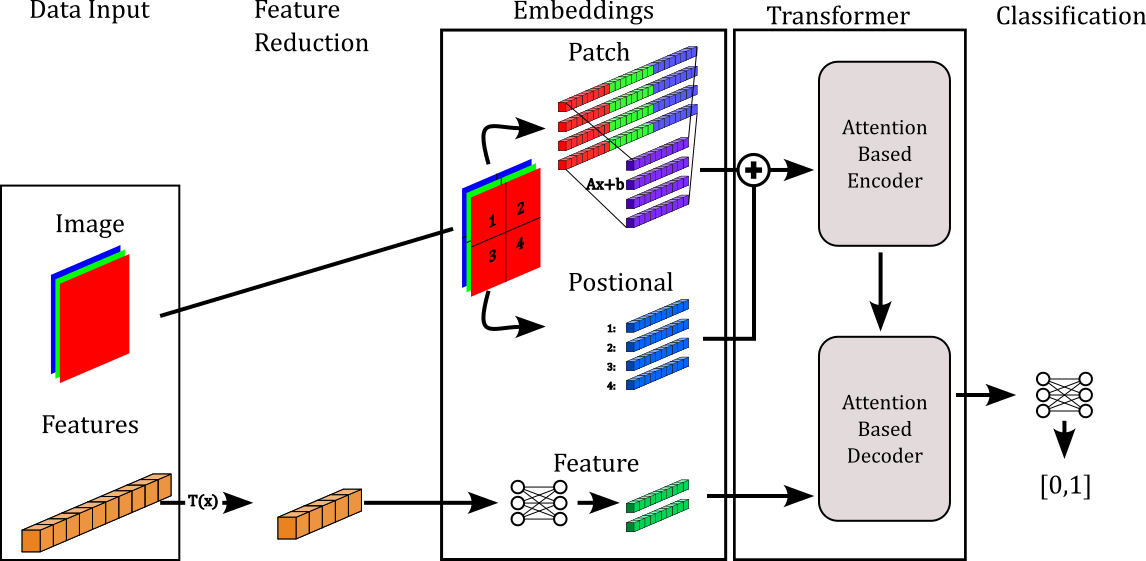 Data Input
Feature
Reduction
Embeddings
Transformer
Classification
Patch
Attention
Based
Encoder
Ax+b
Image
1
2
3
4
Postional
1:
2:
3:
4:
Attention
Based
Decoder
Features
Feature
T(x)
[0,1]